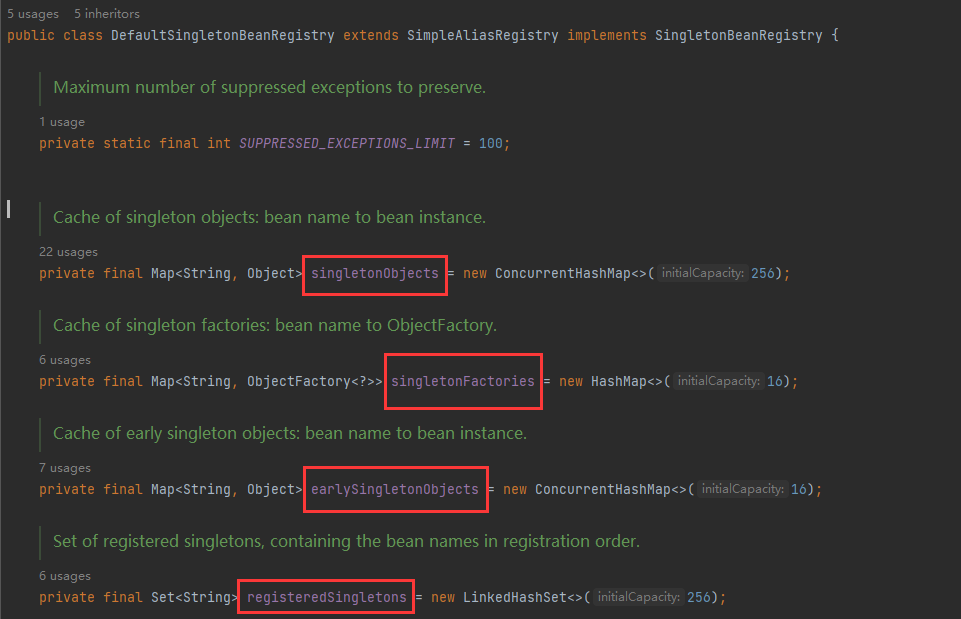 5 usages   5 inheritors
public class DefaultSingletonBeanRegistry extends SimpleAliasRegistry implements SingletonBeanRegistry {
Maximum number of suppressed exceptions to preserve.
1 usage
private static final int SUPPRESSED_EXCEPTIONS_LIMIT = 100;
Cache of singleton objects: bean name to bean instance.
22 usages
private final Map<String, Object> singletonObjects = new ConcurrentHashMap<>( initialCapacity: 256);
Cache of singleton factories: bean name to ObjectFactory.
6 usages
private final Map<String, ObjectFactory<?>> singletonFactories = new HashMap<>( initialCapacity: 16);
Cache of early singleton objects: bean name to bean instance.
7 usages
private final Map<String, Object> earlySingletonObjects = new ConcurrentHashMap<>( initialCapacity: 16);
Set of registered singletons, containing the bean names in registration order.
6 usages
private final Set<String> registeredSingletons = new LinkedHashSet<>( initialCapacity: 256);